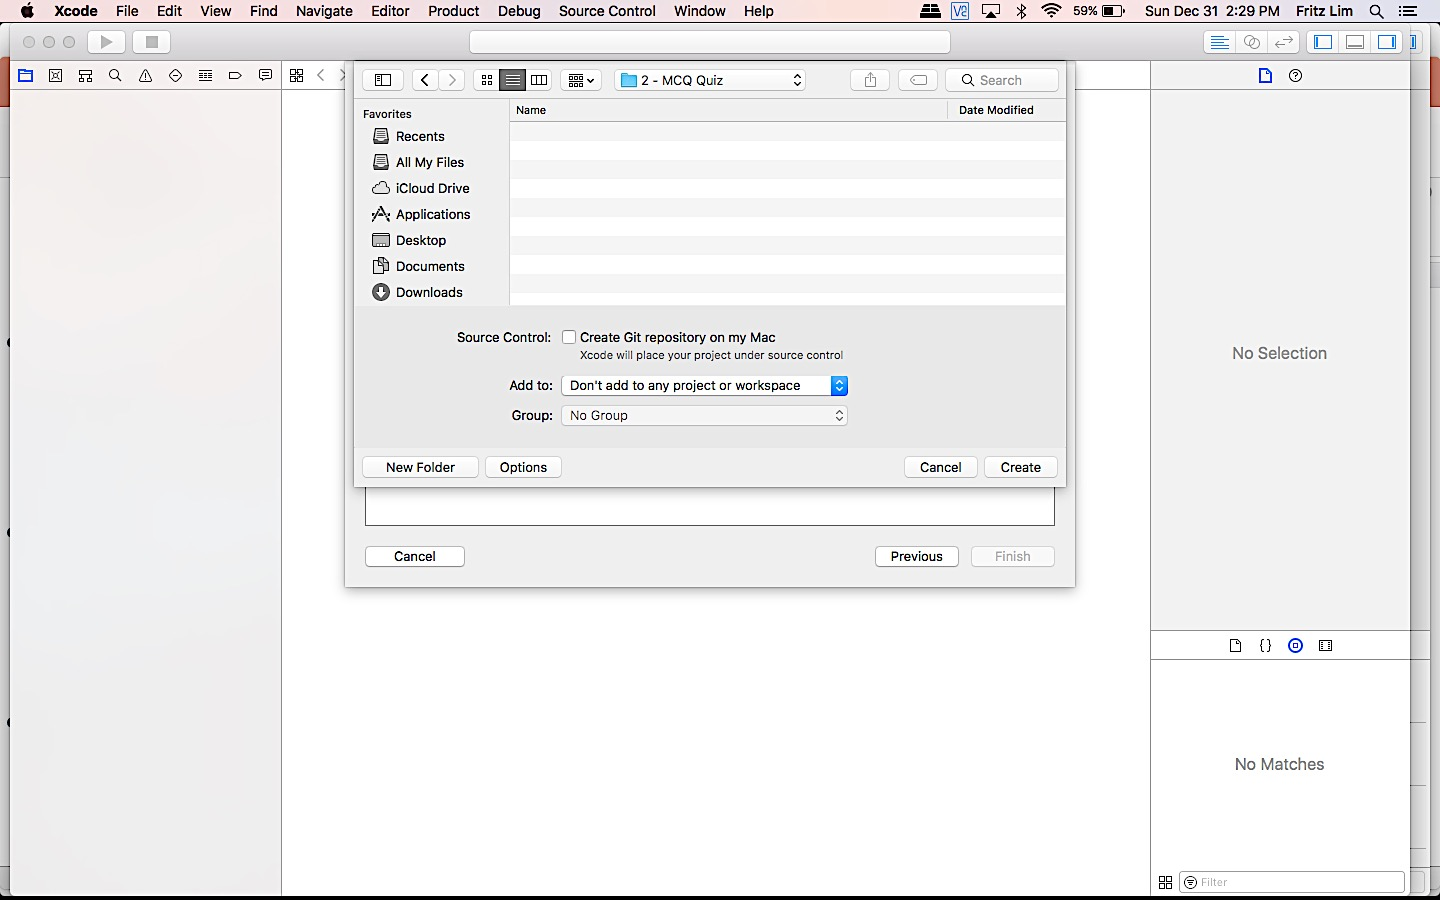 Xcode File Edit View Find Navigate Editor Product Debug Source Control Window Help 59% Sun Dec 31 2:29 PM Fritz Lim
2 - MCQ Quiz Search
Favorites Name Date Modified
Recents
All My Files
iCloud Drive
Applications
Desktop
Documents
Downloads
Source Control: Create Git repository on my Mac
Xcode will place your project under source control
Add to: Don't add to any project or workspace
Group: No Group
New Folder Options Cancel Create
Cancel Previous Finish
No Selection
No Matches
Filter